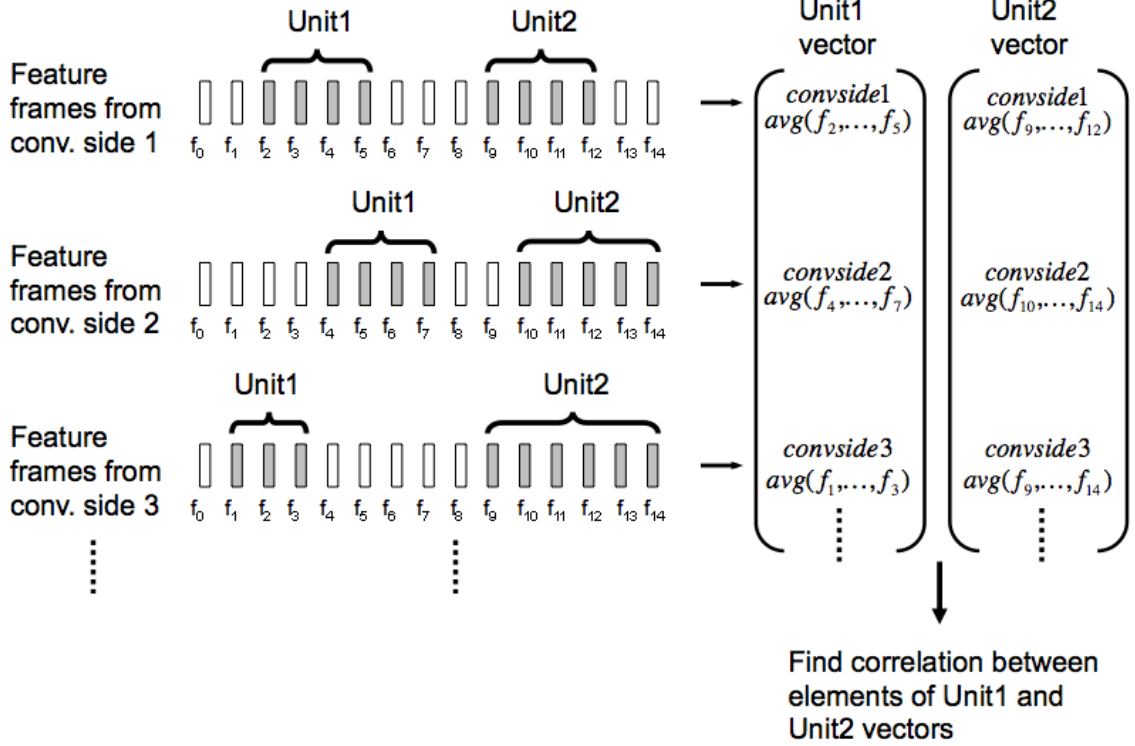 Unit1
Unit2
Feature
frames from
conv. side 1
f0 f1 f2 f3 f4 f5 f6 f7 f8 f9 f10 f11 f12 f13 f14
Unit1
Unit2
Feature
frames from
conv. side 2
f0 f1 f2 f3 f4 f5 f6 f7 f8 f9 f10 f11 f12 f13 f14
Unit1
Unit2
Feature
frames from
conv. side 3
f0 f1 f2 f3 f4 f5 f6 f7 f8 f9 f10 f11 f12 f13 f14
Unit1
vector
convside1
avg(f2,...,f5)
convside2
avg(f4,...,f7)
convside3
avg(f1,...,f3)
Unit2
vector
convside1
avg(f9,...,f12)
convside2
avg(f10,...,f14)
convside3
avg(f9,...,f14)
Find correlation between
elements of Unit1 and
Unit2 vectors